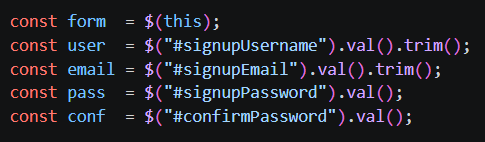 const form  = $(this);
const user  = $("#signupUsername").val().trim();
const email = $("#signupEmail").val().trim();
const pass  = $("#signupPassword").val();
const conf  = $("#confirmPassword").val();